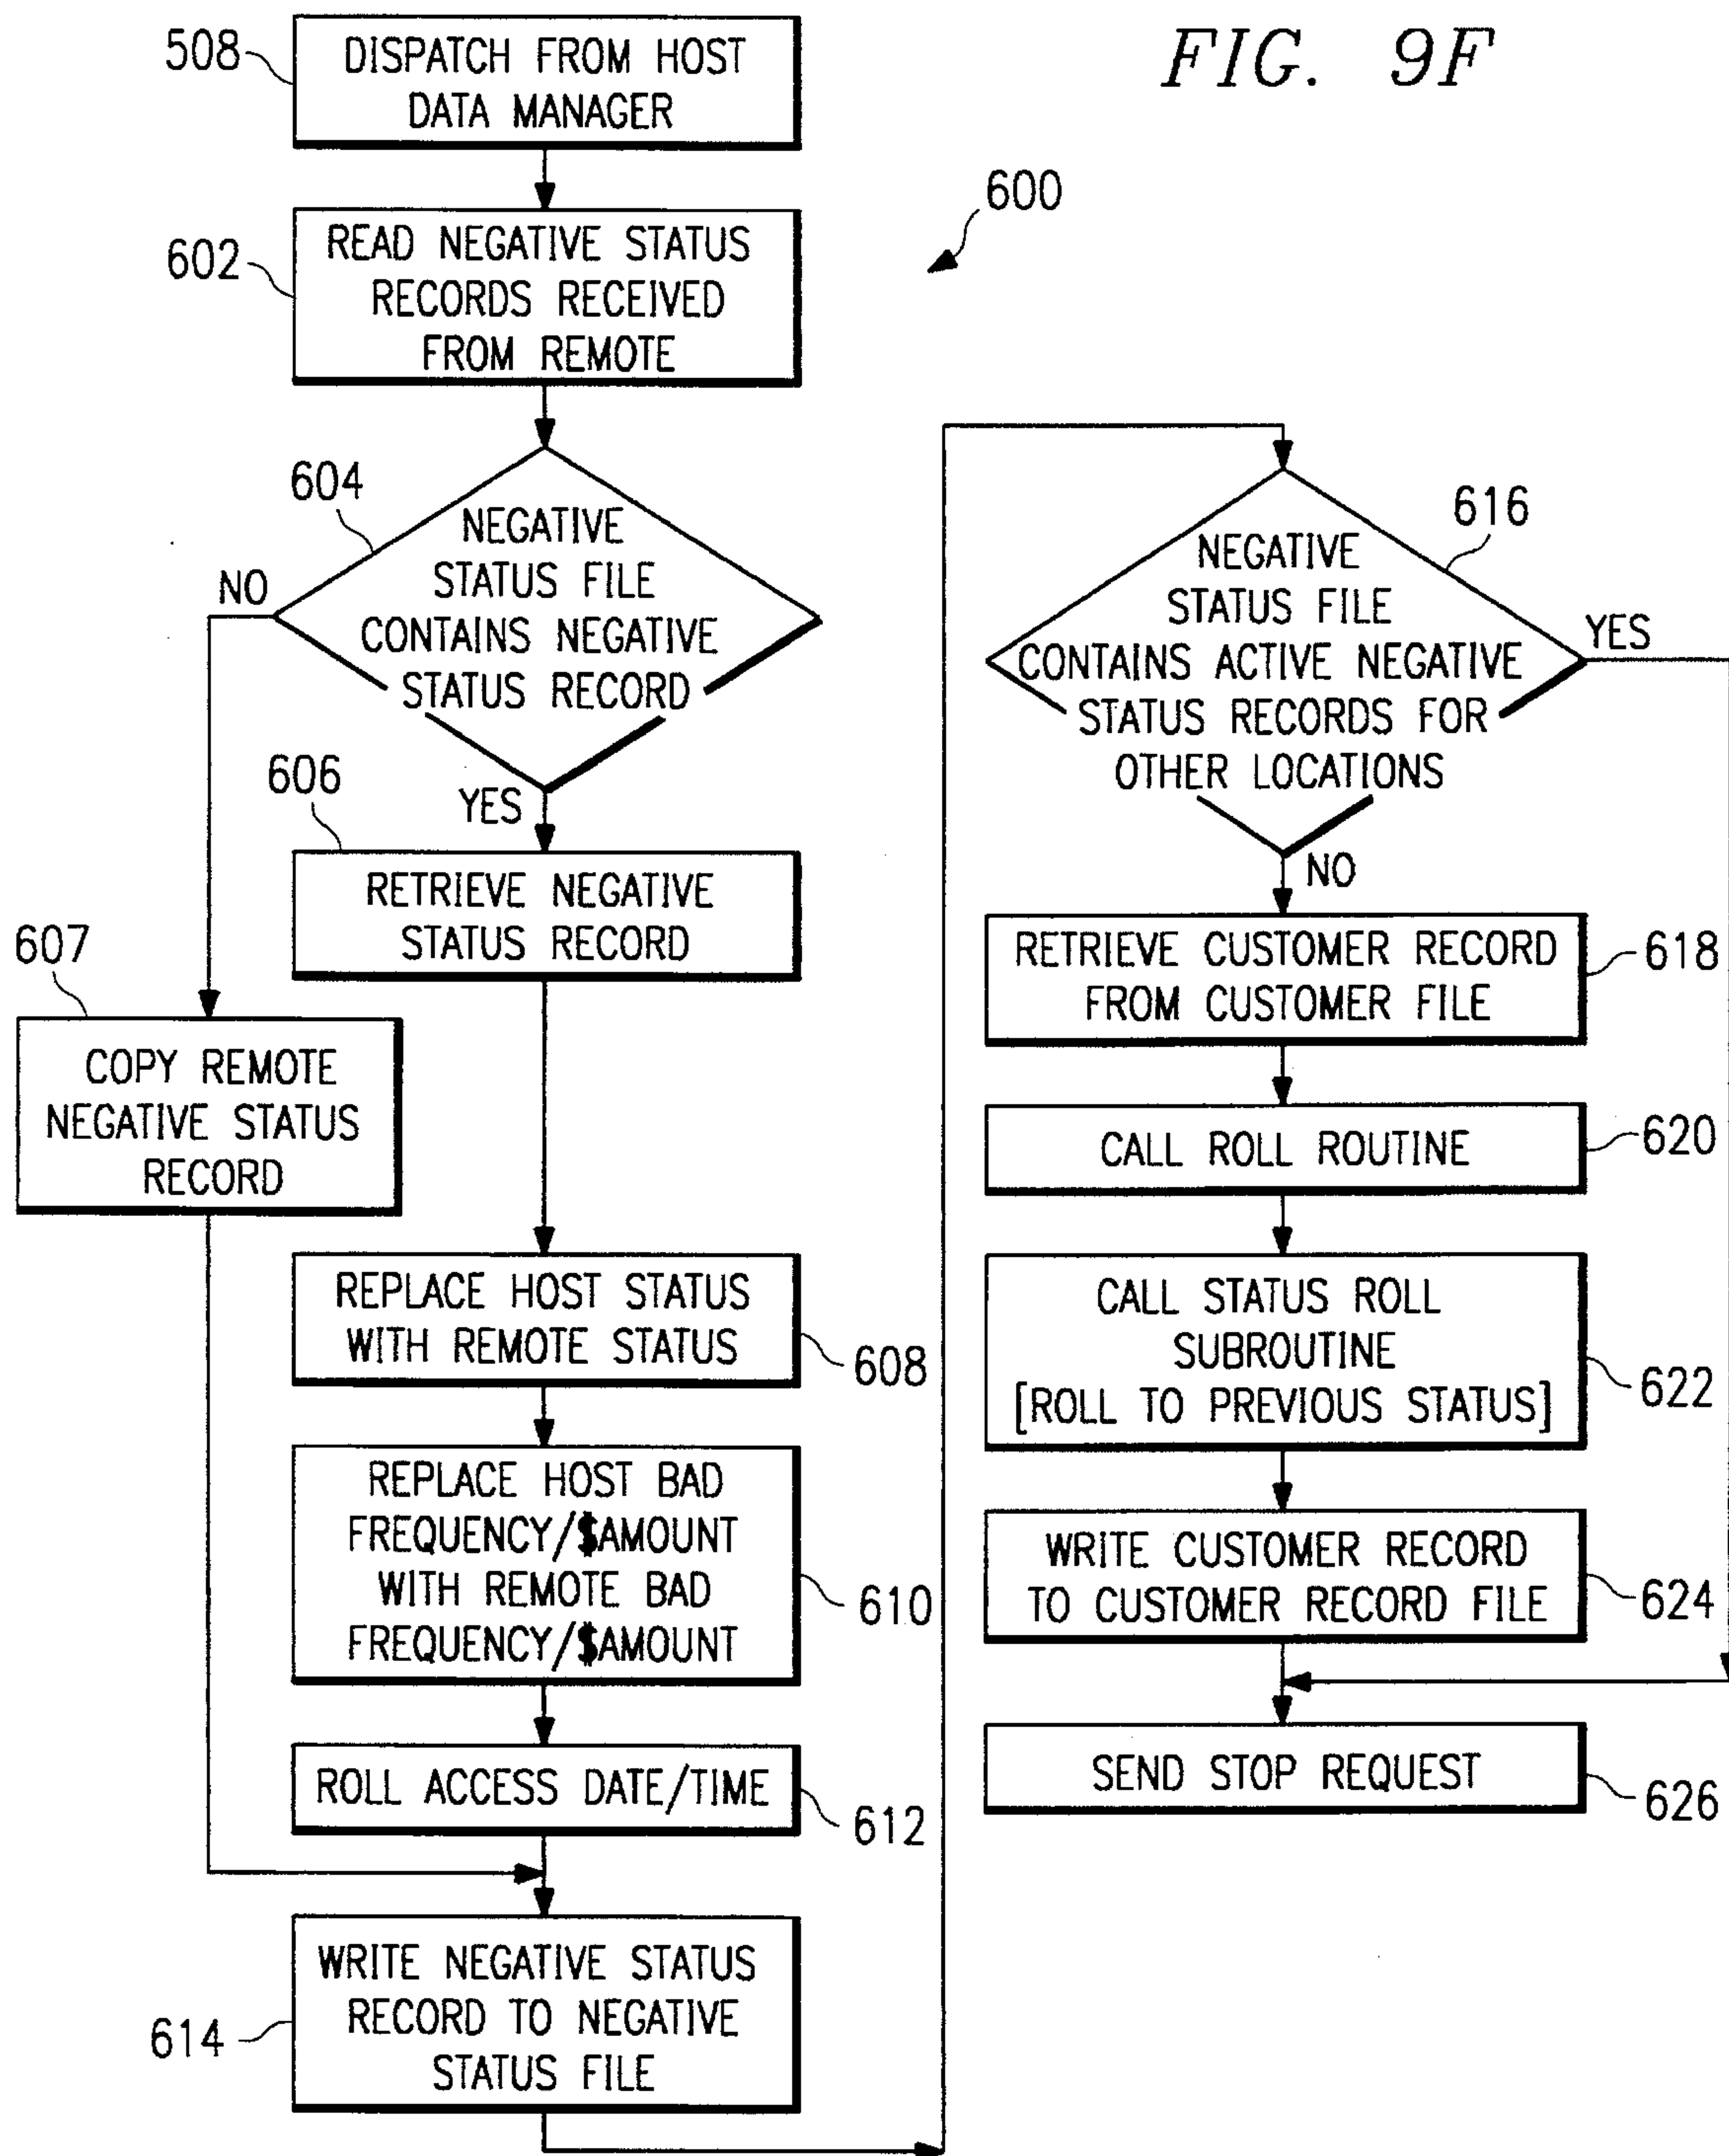 FIG. 9F
508
DISPATCH FROM HOST
DATA MANAGER
600
602
READ NEGATIVE STATUS
RECORDS RECEIVED
FROM REMOTE
604
NEGATIVE
STATUS FILE
CONTAINS NEGATIVE
STATUS RECORD
NO
YES
606
RETRIEVE NEGATIVE
STATUS RECORD
607
COPY REMOTE
NEGATIVE STATUS
RECORD
REPLACE HOST STATUS
WITH REMOTE STATUS
608
REPLACE HOST BAD
FREQUENCY/$AMOUNT
WITH REMOTE BAD
FREQUENCY/$AMOUNT
610
ROLL ACCESS DATE/TIME
612
WRITE NEGATIVE STATUS
RECORD TO NEGATIVE
STATUS FILE
614
616
NEGATIVE
STATUS FILE
CONTAINS ACTIVE NEGATIVE
STATUS RECORDS FOR
OTHER LOCATIONS
YES
NO
RETRIEVE CUSTOMER RECORD
FROM CUSTOMER FILE
618
CALL ROLL ROUTINE
620
CALL STATUS ROLL
SUBROUTINE
[ROLL TO PREVIOUS STATUS]
622
WRITE CUSTOMER RECORD
TO CUSTOMER RECORD FILE
624
SEND STOP REQUEST
626